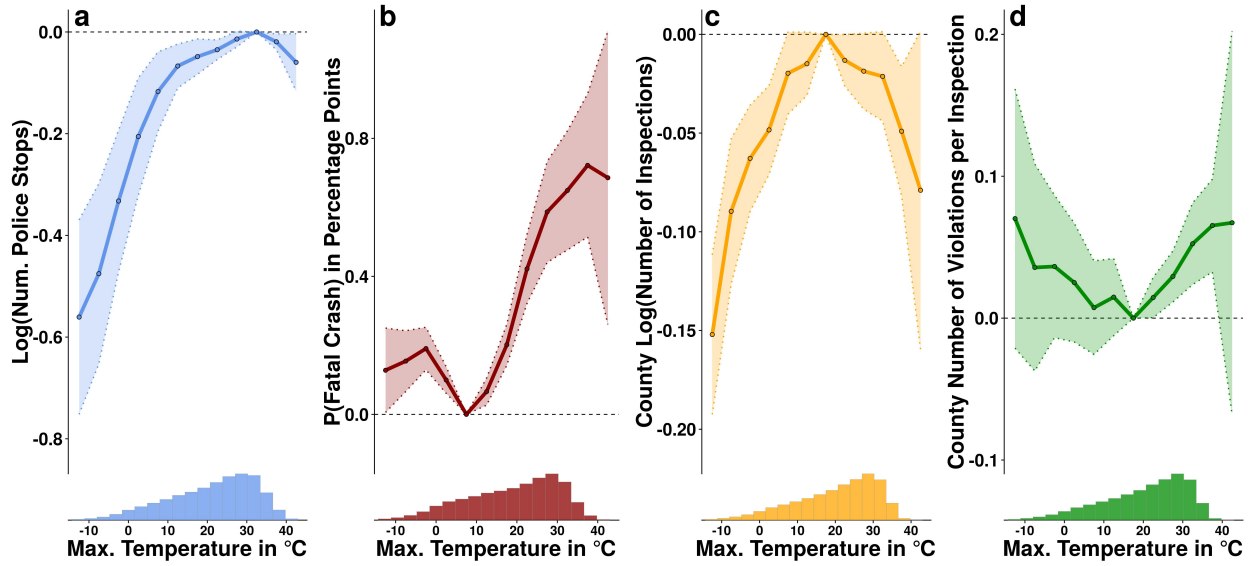 a
Log(Num. Police Stops)
0.0
-0.2
-0.4
-0.6
-0.8
-10 0 10 20 30 40
Max. Temperature in °C
b
P(Fatal Crash) in Percentage Points
0.8
0.4
0.0
-10 0 10 20 30 40
Max. Temperature in °C
c
County Log(Number of Inspections)
0.00
-0.05
-0.10
-0.15
-0.20
-10 0 10 20 30 40
Max. Temperature in °C
d
County Number of Violations per Inspection
0.2
0.1
0.0
-0.1
-10 0 10 20 30 40
Max. Temperature in °C